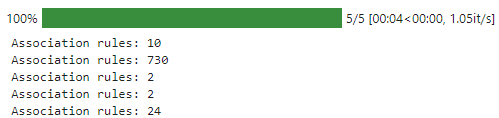 100% 5/5 [00:04<00:00, 1.05it/s]
Association rules: 10
Association rules: 730
Association rules: 2
Association rules: 2
Association rules: 24